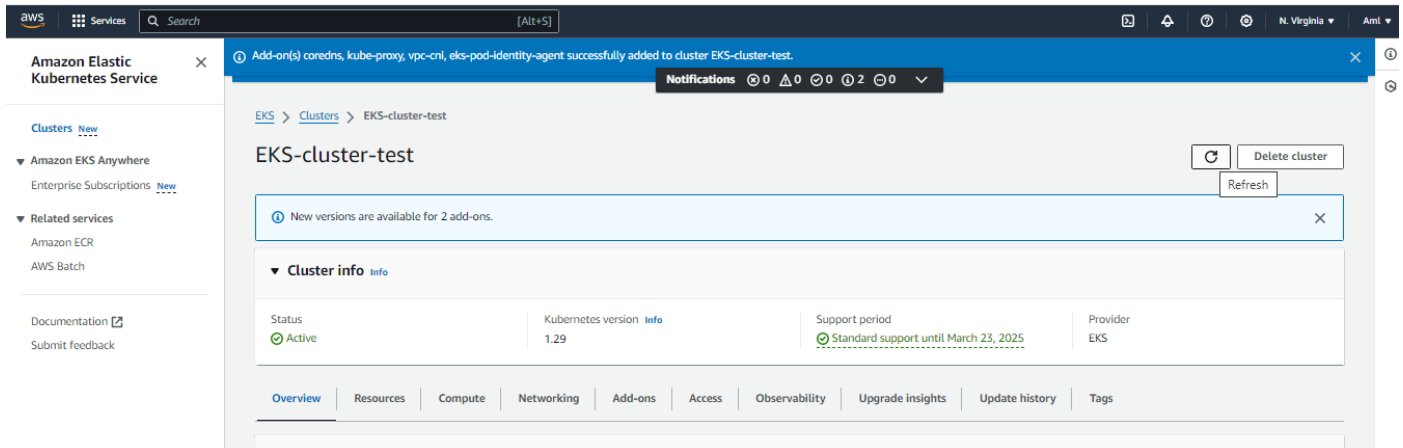 aws Services Search [Alt+S] N. Virginia Aml
Amazon Elastic
Kubernetes Service
Clusters New
Amazon EKS Anywhere
Enterprise Subscriptions New
Related services
Amazon ECR
AWS Batch
Documentation
Submit feedback
Add-on(s) coredns, kube-proxy, vpc-cni, eks-pod-identity-agent successfully added to cluster EKS-cluster-test.
Notifications 0 0 0 2 0
EKS > Clusters > EKS-cluster-test
EKS-cluster-test
Delete cluster
Refresh
New versions are available for 2 add-ons.
Cluster info Info
Status
Active
Kubernetes version Info
1.29
Support period
Standard support until March 23, 2025
Provider
EKS
Overview Resources Compute Networking Add-ons Access Observability Upgrade insights Update history Tags